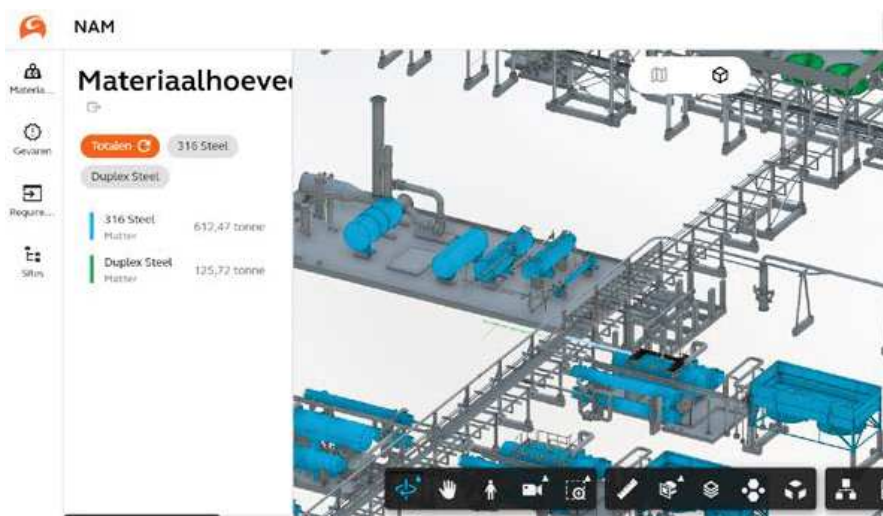 NAM
Materia...
Gevaren
Require...
Sites
Materiaalhoevee
Totalen
316 Steel
Duplex Steel
316 Steel
Matter
612,47 tonne
Duplex Steel
Matter
125,72 tonne